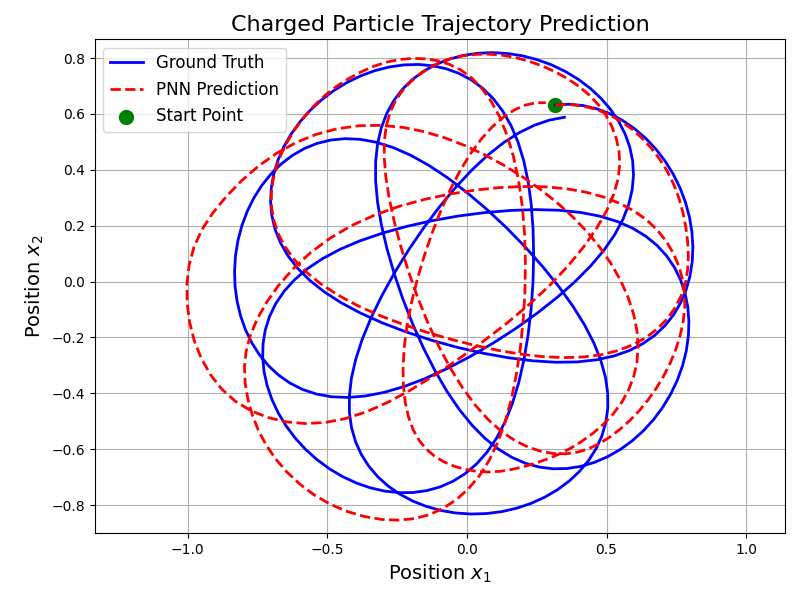 Charged Particle Trajectory Prediction
Ground Truth
PNN Prediction
Start Point
0.8
0.6
0.4
0.2
0.0
−0.2
−0.4
−0.6
−0.8
Position x₂
−1.0 −0.5 0.0 0.5 1.0
Position x₁